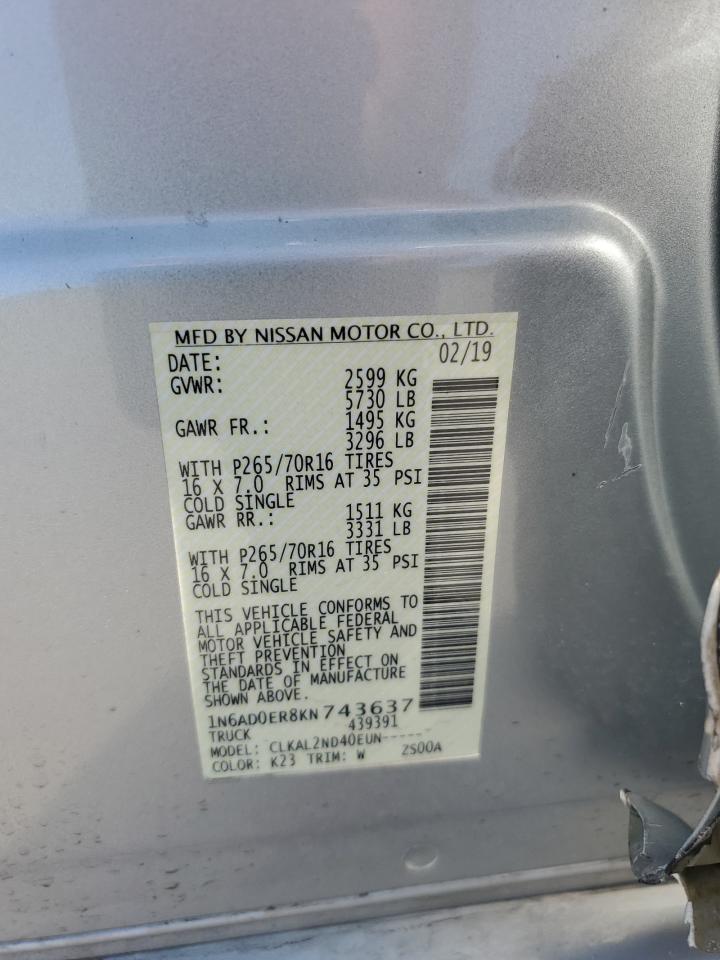 MFD BY NISSAN MOTOR CO., LTD.
DATE: 02/19
GVWR: 2599 KG
5730 LB
GAWR FR.: 1495 KG
3296 LB
WITH P265/70R16 TIRES
16 X 7.0 RIMS AT 35 PSI
COLD SINGLE
GAWR RR.: 1511 KG
3331 LB
WITH P265/70R16 TIRES
16 X 7.0 RIMS AT 35 PSI
COLD SINGLE
THIS VEHICLE CONFORMS TO
ALL APPLICABLE FEDERAL
MOTOR VEHICLE SAFETY AND
THEFT PREVENTION
STANDARDS IN EFFECT ON
THE DATE OF MANUFACTURE
SHOWN ABOVE.
1N6AD0ER8KN743637
TRUCK 439391
MODEL: CLKAL2ND40EUN------
COLOR: K23 TRIM: W 2S00A